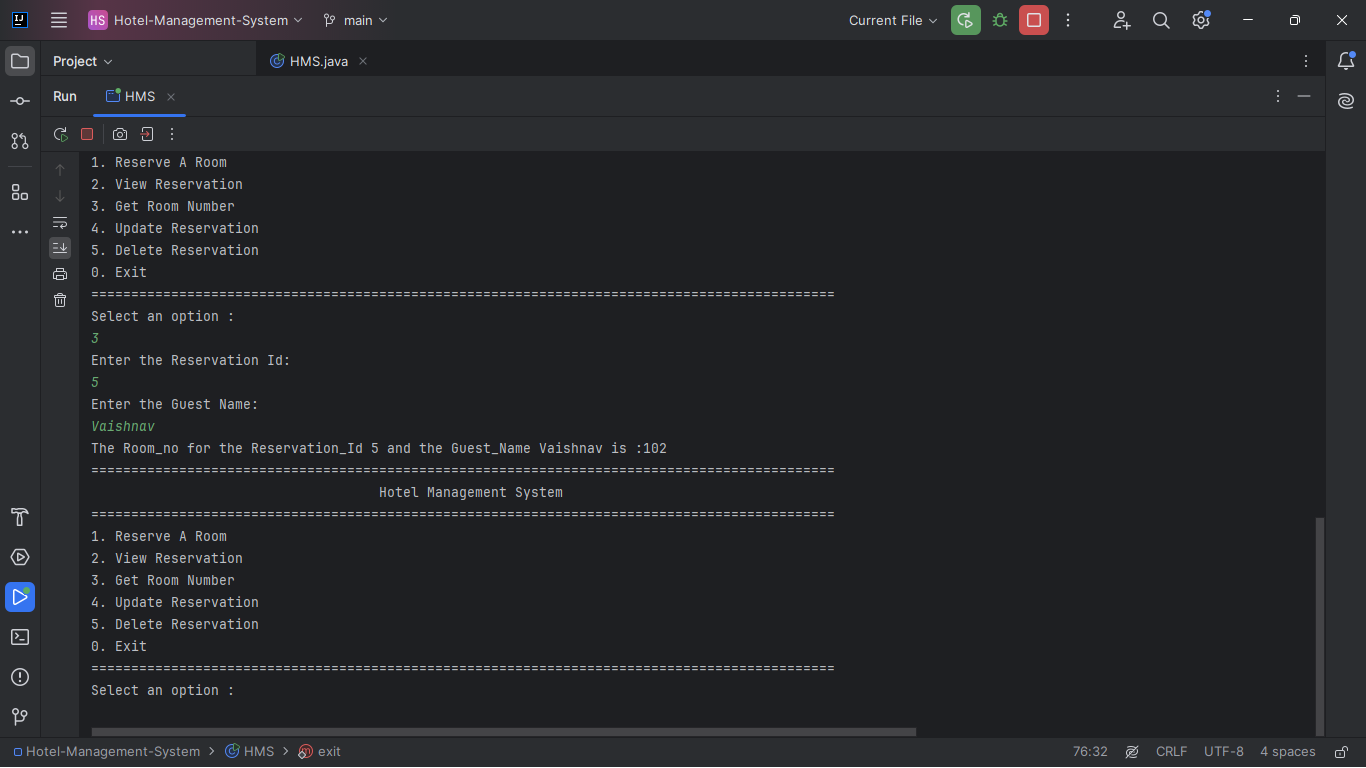 HS Hotel-Management-System main Current File
Project HMS.java
Run HMS
1. Reserve A Room
2. View Reservation
3. Get Room Number
4. Update Reservation
5. Delete Reservation
0. Exit
=============================================================================================
Select an option :
3
Enter the Reservation Id:
5
Enter the Guest Name:
Vaishnav
The Room_no for the Reservation_Id 5 and the Guest_Name Vaishnav is :102
=============================================================================================
Hotel Management System
=============================================================================================
1. Reserve A Room
2. View Reservation
3. Get Room Number
4. Update Reservation
5. Delete Reservation
0. Exit
=============================================================================================
Select an option :
Hotel-Management-System > HMS > exit 76:32 CRLF UTF-8 4 spaces